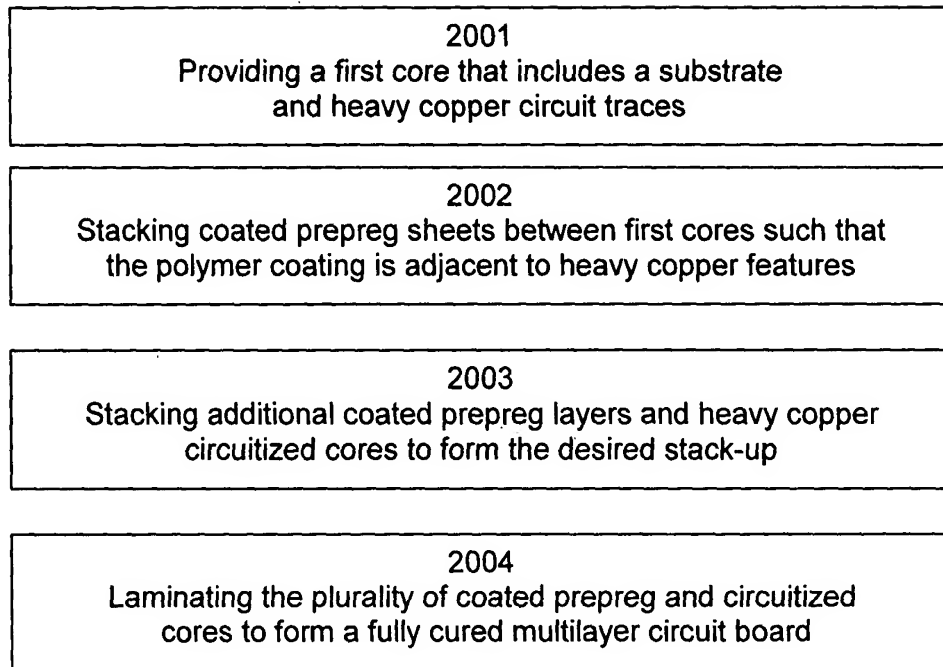 2001
Providing a first core that includes a substrate
and heavy copper circuit traces
2002
Stacking coated prepreg sheets between first cores such that
the polymer coating is adjacent to heavy copper features
2003
Stacking additional coated prepreg layers and heavy copper
circuitized cores to form the desired stack-up
2004
Laminating the plurality of coated prepreg and circuitized
cores to form a fully cured multilayer circuit board